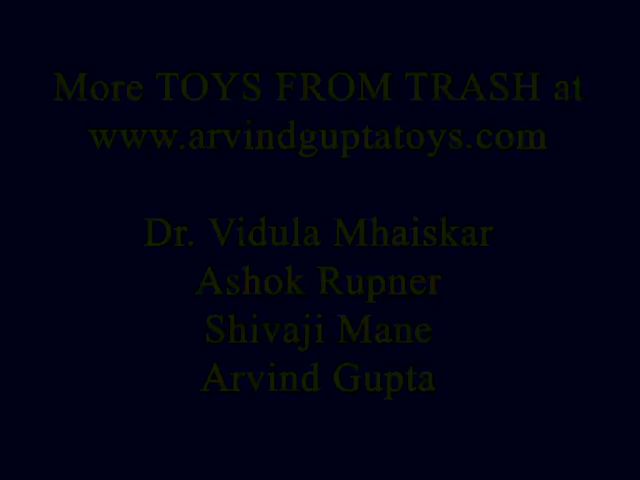 More TOYS FROM TRASH at
www.arvindguptatoys.com
Dr. Vidula Mhaiskar
Ashok Rupner
Shivaji Mane
Arvind Gupta